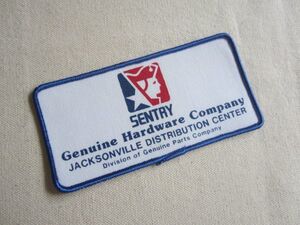 SENTRY
Genuine Hardware Company
JACKSONVILLE DISTRIBUTION CENTER
Division of Genuine Parts Company